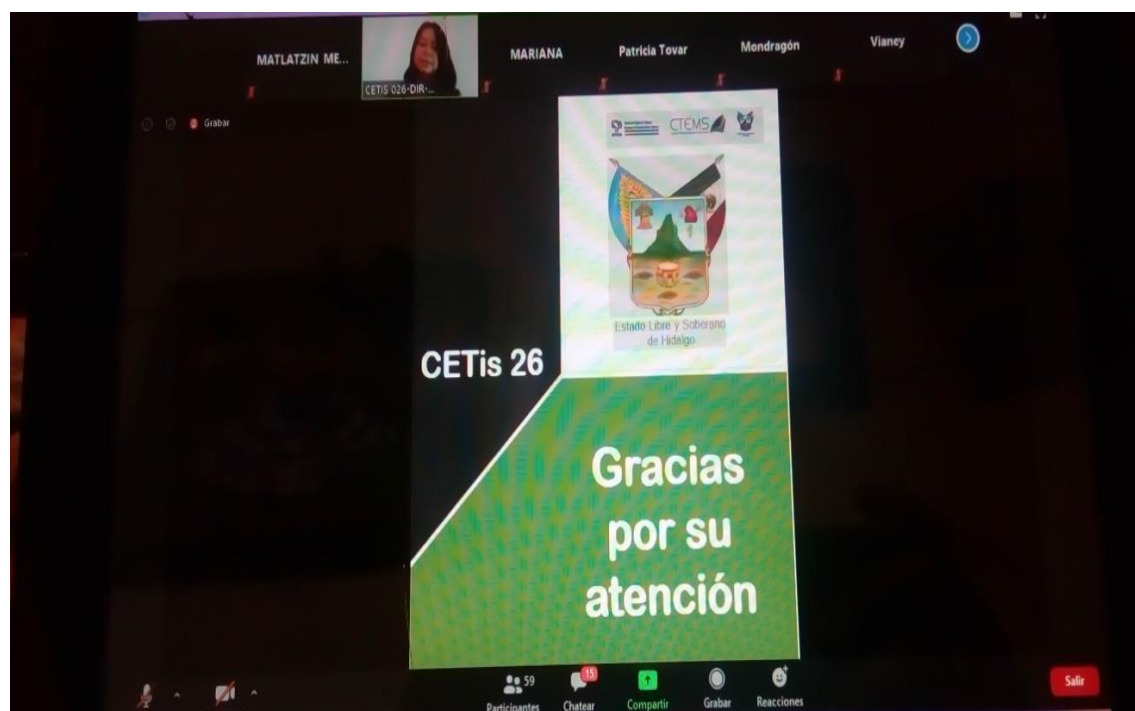 MATLATZIN ME...
CETIS 026-DIR-...
MARIANA
Patricia Tovar
Mondragón
Vianey
Grabar
CTEMS
Estado Libre y Soberano
de Hidalgo
CETis 26
Gracias
por su
atención
59
Participantes
15
Chatear
Compartir
Grabar
Reacciones
Salir